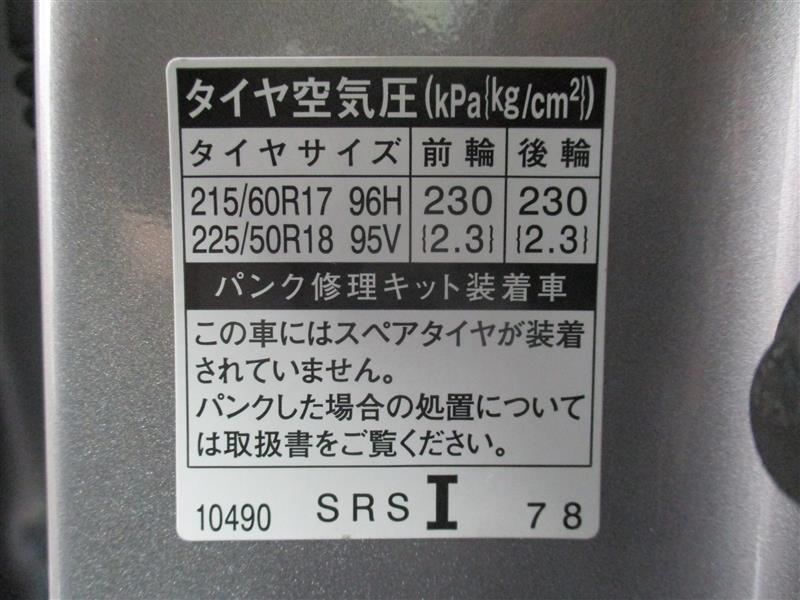 タイヤ空気圧(kPa{kg/cm²})
タイヤサイズ 前輪 後輪
215/60R17 96H 230 230
225/50R18 95V {2.3} {2.3}
パンク修理キット装着車
この車にはスペアタイヤが装着
されていません。
パンクした場合の処置について
は取扱書をご覧ください。
10490 SRS I 78